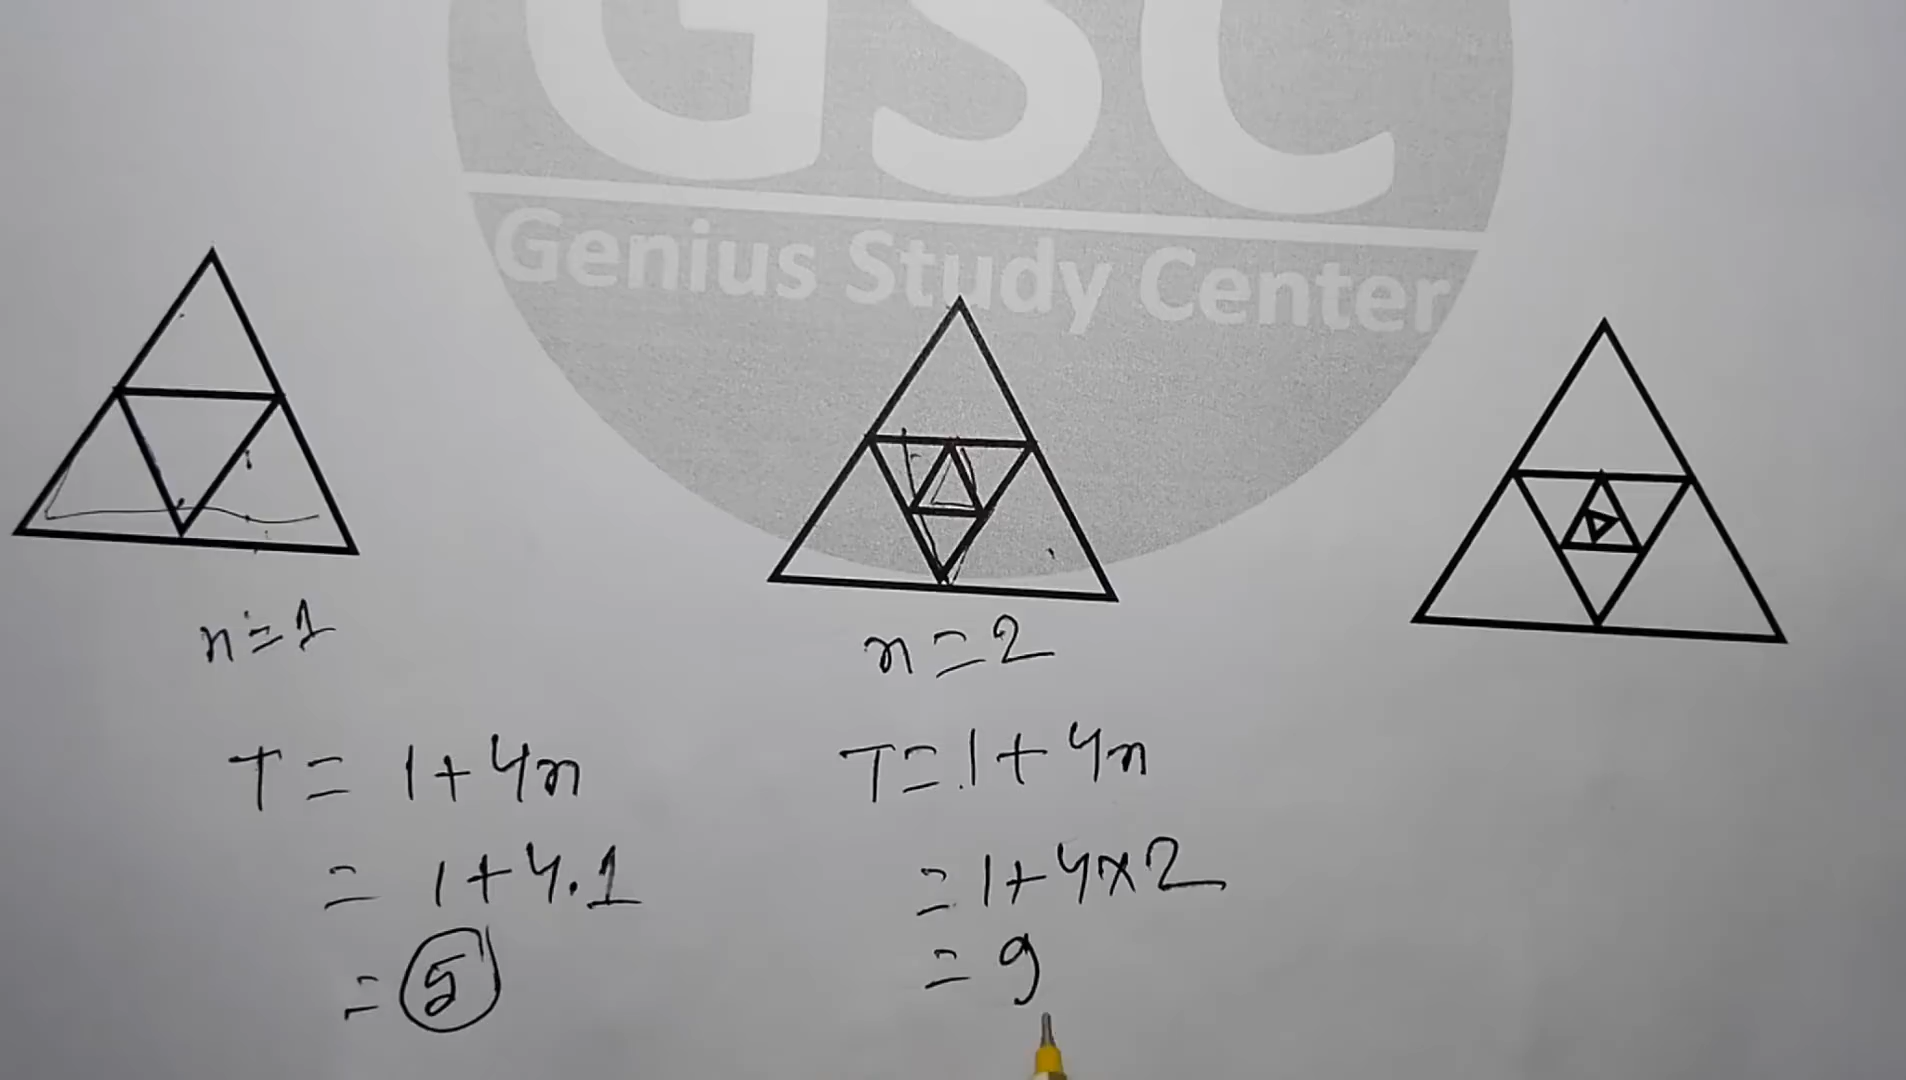 GSC
Genius Study Center
n=1
n=2
T = 1+4n
= 1+4.1
= 5
T=1+4n
= 1+4×2
= 9